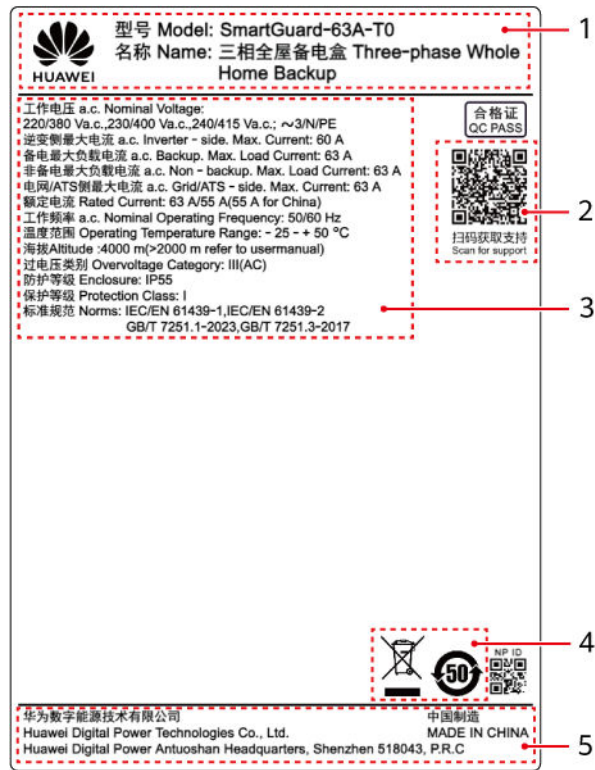 HUAWEI
型号 Model: SmartGuard-63A-T0
名称 Name: 三相全屋备电盒 Three-phase Whole
Home Backup
1
工作电压 a.c. Nominal Voltage:
220/380 Va.c.,230/400 Va.c.,240/415 Va.c.; ～3/N/PE
逆变侧最大电流 a.c. Inverter - side. Max. Current: 60 A
备电最大负载电流 a.c. Backup. Max. Load Current: 63 A
非备电最大负载电流 a.c. Non - backup. Max. Load Current: 63 A
电网/ATS侧最大电流 a.c. Grid/ATS - side. Max. Current: 63 A
额定电流 Rated Current: 63 A/55 A(55 A for China)
工作频率 a.c. Nominal Operating Frequency: 50/60 Hz
温度范围 Operating Temperature Range: - 25 - + 50 °C
海拔Altitude :4000 m(>2000 m refer to usermanual)
过电压类别 Overvoltage Category: III(AC)
防护等级 Enclosure: IP55
保护等级 Protection Class: I
标准规范 Norms: IEC/EN 61439-1,IEC/EN 61439-2
GB/T 7251.1-2023,GB/T 7251.3-2017
3
合格证
QC PASS
2
扫码获取支持
Scan for support
4
50
NP ID
华为数字能源技术有限公司
中国制造
Huawei Digital Power Technologies Co., Ltd.
MADE IN CHINA
Huawei Digital Power Antuoshan Headquarters, Shenzhen 518043, P.R.C
5